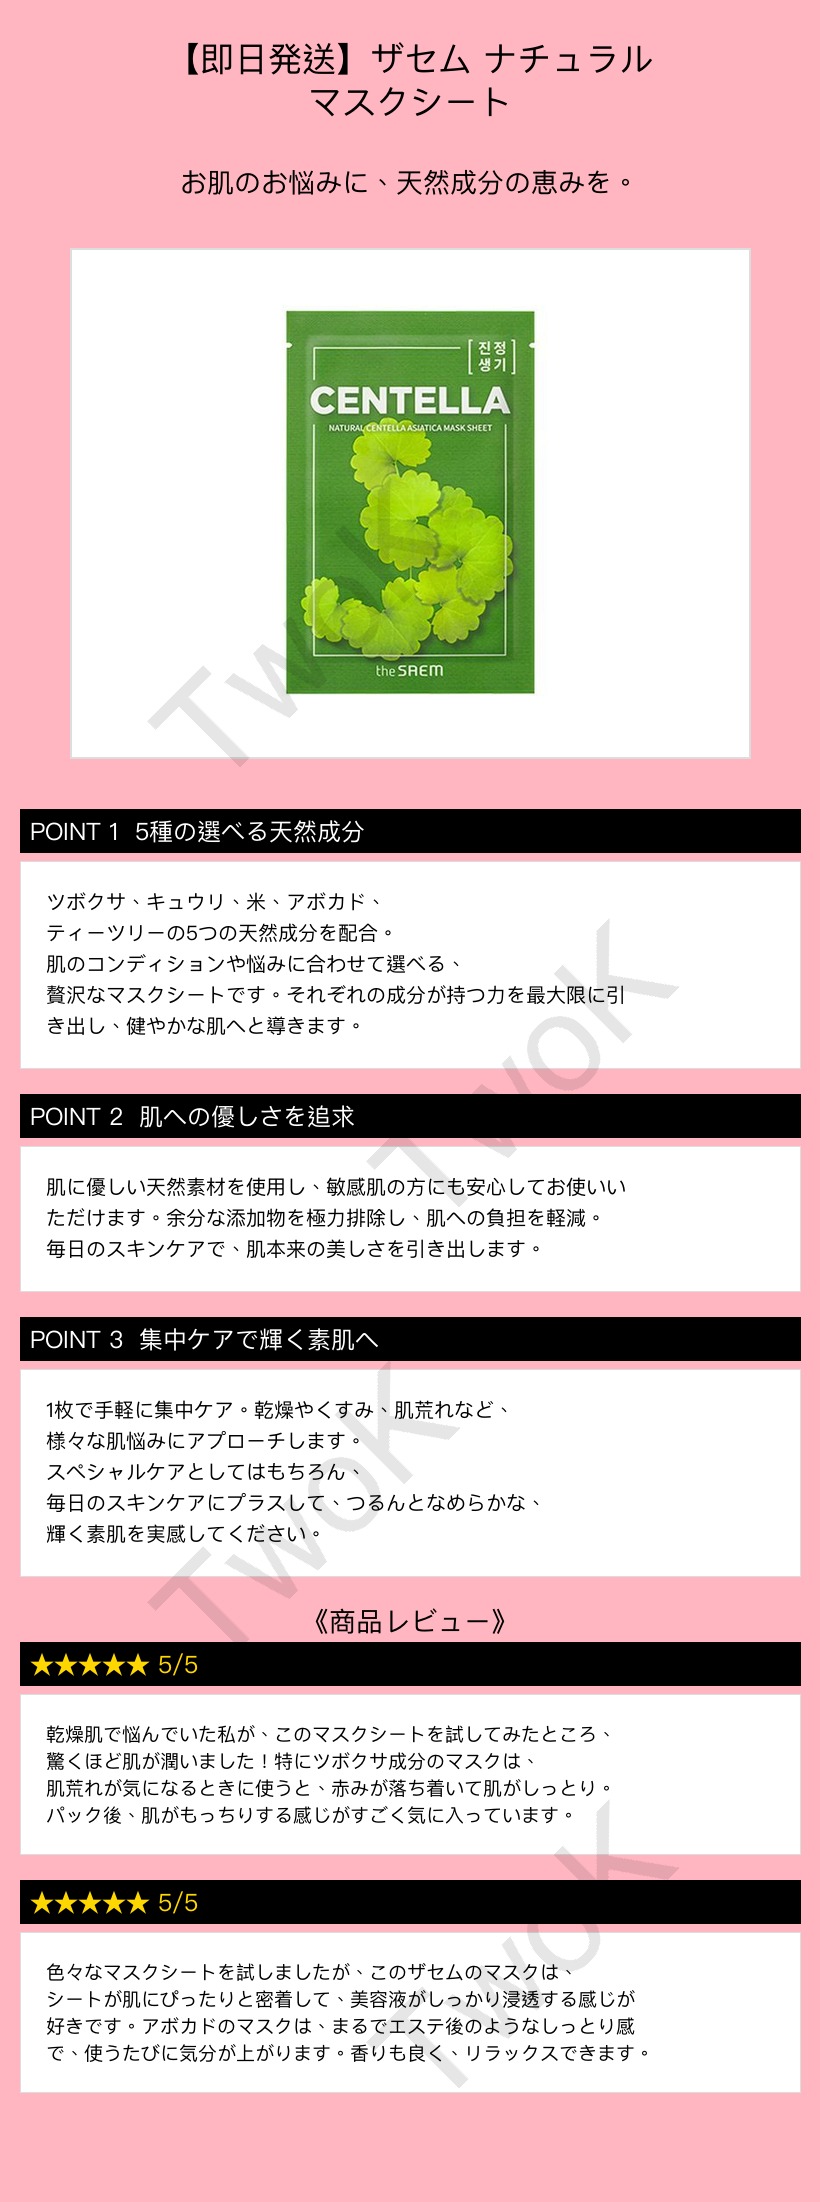 【即日発送】ザセム ナチュラル
マスクシート
お肌のお悩みに、天然成分の恵みを。
진정
생기
CENTELLA
NATURAL CENTELLA ASIATICA MASK SHEET
the SAEM
TwoK
POINT 1 5種の選べる天然成分
ツボクサ、キュウリ、米、アボカド、
ティーツリーの5つの天然成分を配合。
肌のコンディションや悩みに合わせて選べる、
贅沢なマスクシートです。それぞれの成分が持つ力を最大限に引
き出し、健やかな肌へと導きます。
TwoK
POINT 2 肌への優しさを追求
肌に優しい天然素材を使用し、敏感肌の方にも安心してお使いい
ただけます。余分な添加物を極力排除し、肌への負担を軽減。
毎日のスキンケアで、肌本来の美しさを引き出します。
POINT 3 集中ケアで輝く素肌へ
1枚で手軽に集中ケア。乾燥やくすみ、肌荒れなど、
様々な肌悩みにアプローチします。
スペシャルケアとしてはもちろん、
毎日のスキンケアにプラスして、つるんとなめらかな、
輝く素肌を実感してください。
TwoK
《商品レビュー》
★★★★★ 5/5
乾燥肌で悩んでいた私が、このマスクシートを試してみたところ、
驚くほど肌が潤いました！特にツボクサ成分のマスクは、
肌荒れが気になるときに使うと、赤みが落ち着いて肌がしっとり。
パック後、肌がもっちりする感じがすごく気に入っています。
★★★★★ 5/5
色々なマスクシートを試しましたが、このザセムのマスクは、
シートが肌にぴったりと密着して、美容液がしっかり浸透する感じが
好きです。アボカドのマスクは、まるでエステ後のようなしっとり感
で、使うたびに気分が上がります。香りも良く、リラックスできます。
TwoK